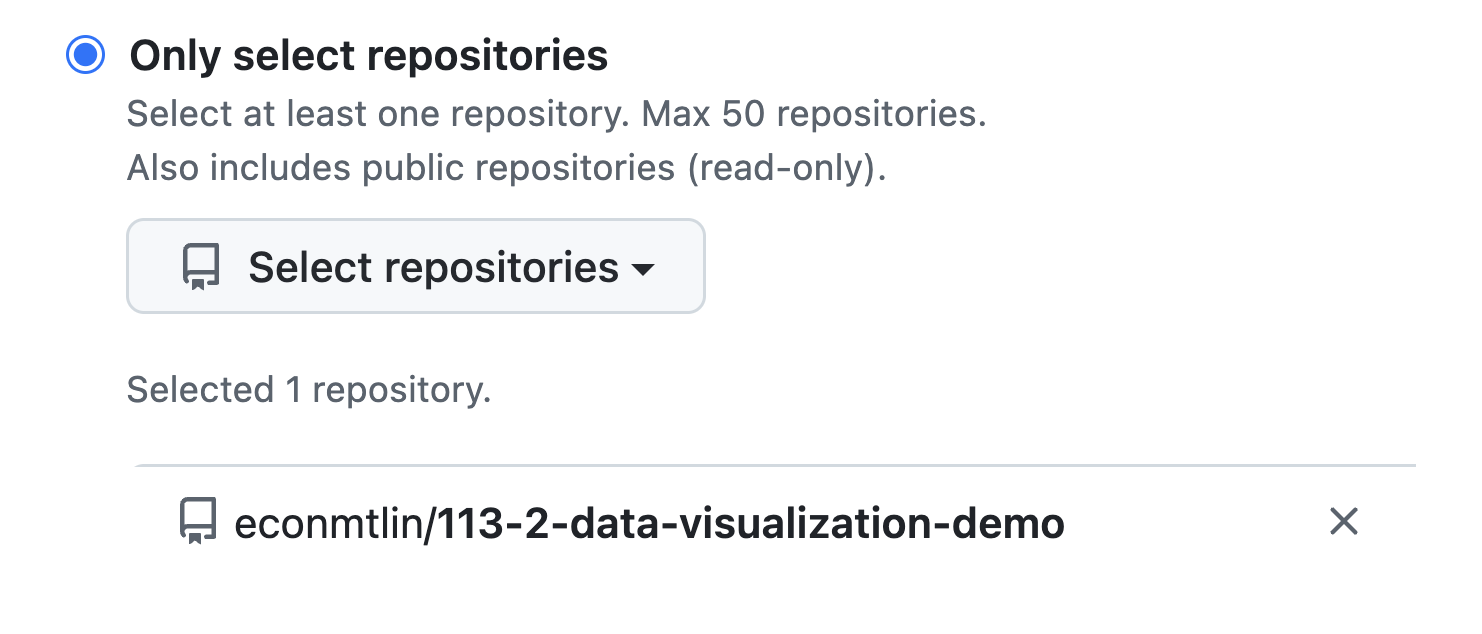 Only select repositories
Select at least one repository. Max 50 repositories.
Also includes public repositories (read-only).
Select repositories
Selected 1 repository.
econmtlin/113-2-data-visualization-demo